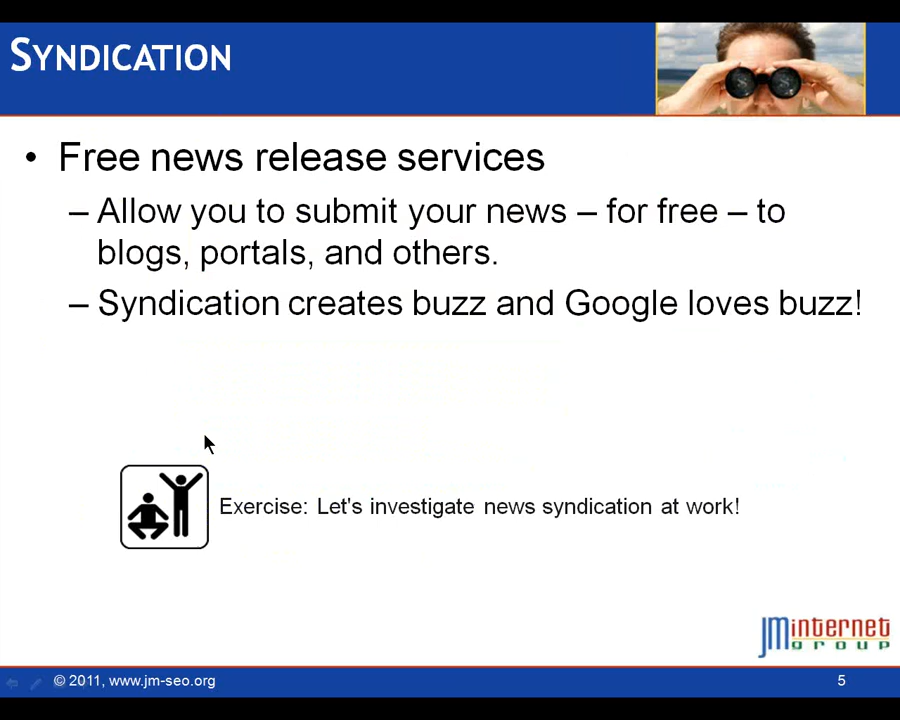 SYNDICATION
• Free news release services
– Allow you to submit your news – for free – to
blogs, portals, and others.
– Syndication creates buzz and Google loves buzz!
Exercise: Let's investigate news syndication at work!
JMinternet
group
© 2011, www.jm-seo.org
5